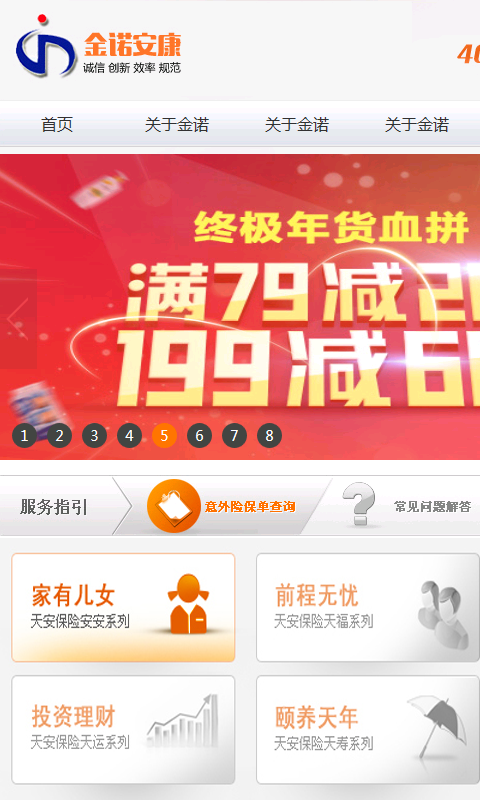 金诺安康
诚信 创新 效率 规范
40
首页 关于金诺 关于金诺 关于金诺
终极年货血拼
满79减2
199减6
1 2 3 4 5 6 7 8
服务指引 意外险保单查询 常见问题解答
家有儿女
天安保险安安系列
前程无忧
天安保险天福系列
投资理财
天安保险天运系列
颐养天年
天安保险天寿系列